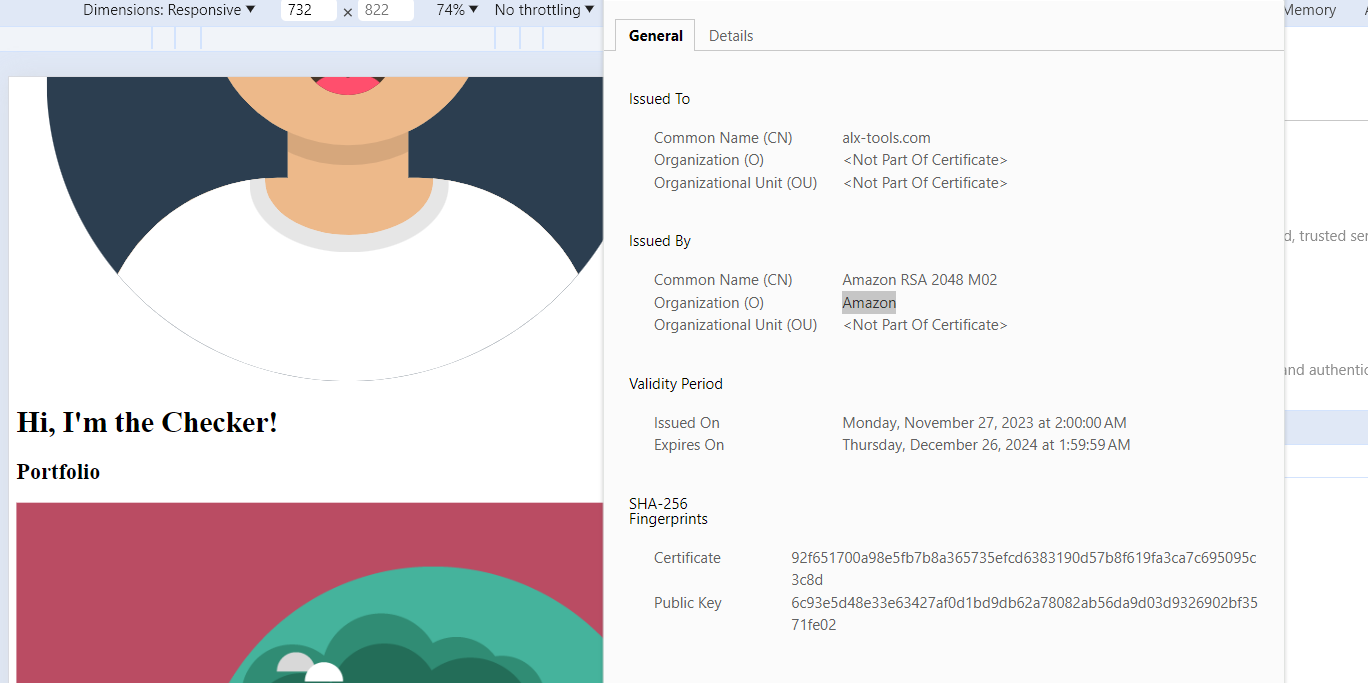 Dimensions: Responsive ▼ 732 × 822 74% ▼ No throttling ▼
Memory
General Details
Issued To
Common Name (CN) alx-tools.com
Organization (O) <Not Part Of Certificate>
Organizational Unit (OU) <Not Part Of Certificate>
d, trusted ser
Issued By
Common Name (CN) Amazon RSA 2048 M02
Organization (O) Amazon
Organizational Unit (OU) <Not Part Of Certificate>
and authentic
Validity Period
Issued On Monday, November 27, 2023 at 2:00:00 AM
Expires On Thursday, December 26, 2024 at 1:59:59 AM
SHA-256
Fingerprints
Certificate 92f651700a98e5fb7b8a365735efcd6383190d57b8f619fa3ca7c695095c
3c8d
Public Key 6c93e5d48e33e63427af0d1bd9db62a78082ab56da9d03d9326902bf35
71fe02
Hi, I'm the Checker!
Portfolio